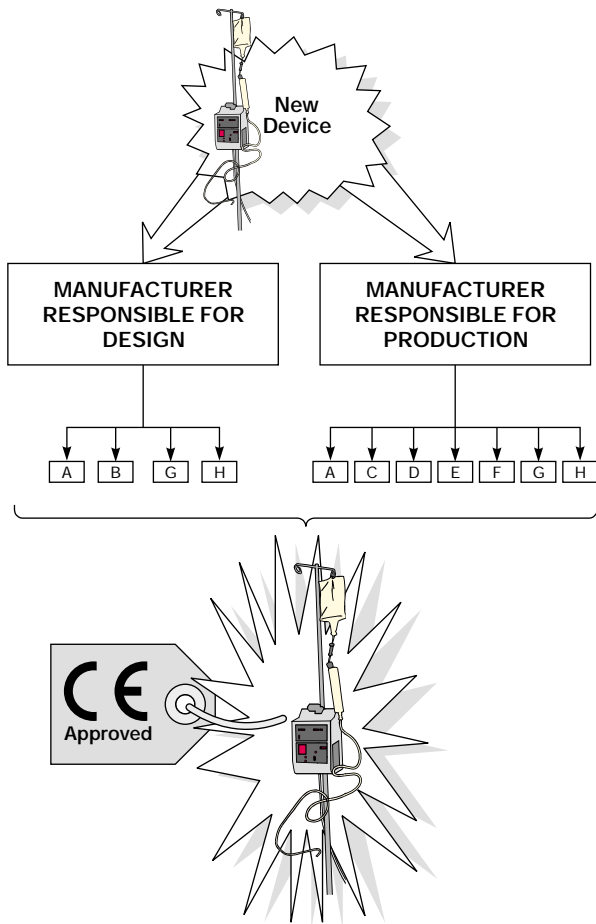 New
Device
MANUFACTURER
RESPONSIBLE FOR
DESIGN
MANUFACTURER
RESPONSIBLE FOR
PRODUCTION
A B G H
A C D E F G H
CE
Approved